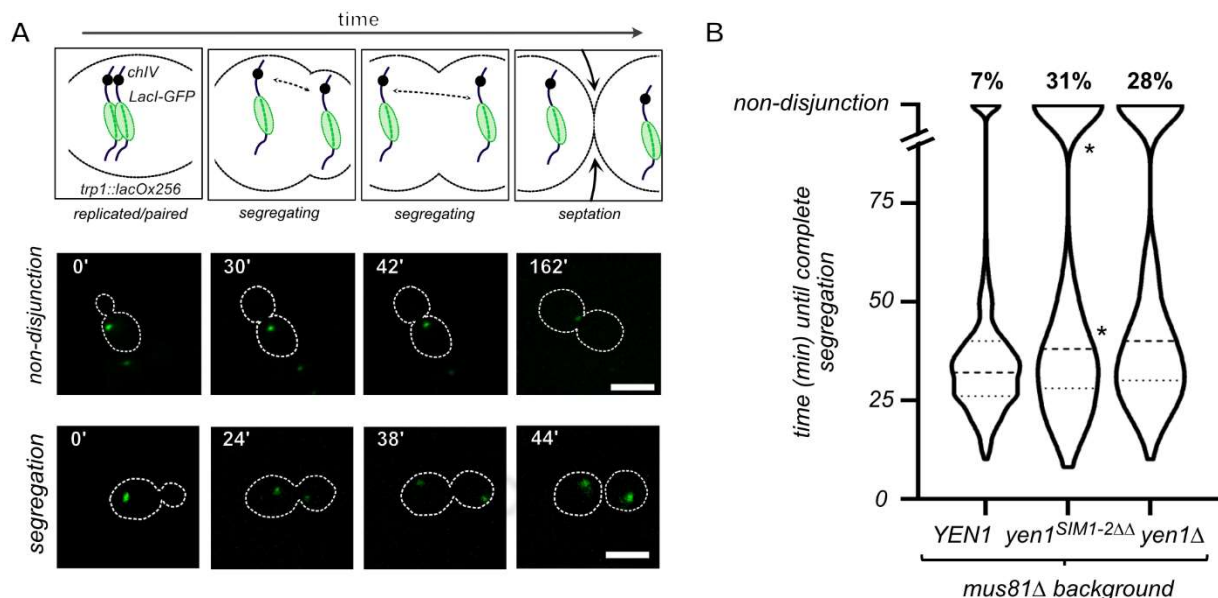 A
time
chIV
LacI-GFP
trp1::lacOx256
replicated/paired
segregating
segregating
septation
non-disjunction
0'
30'
42'
162'
segregation
0'
24'
38'
44'
B
7%
31%
28%
non-disjunction
75
50
25
0
time (min) until complete
segregation
*
*
YEN1
yen1^SIM1-2ΔΔ
yen1Δ
mus81Δ background